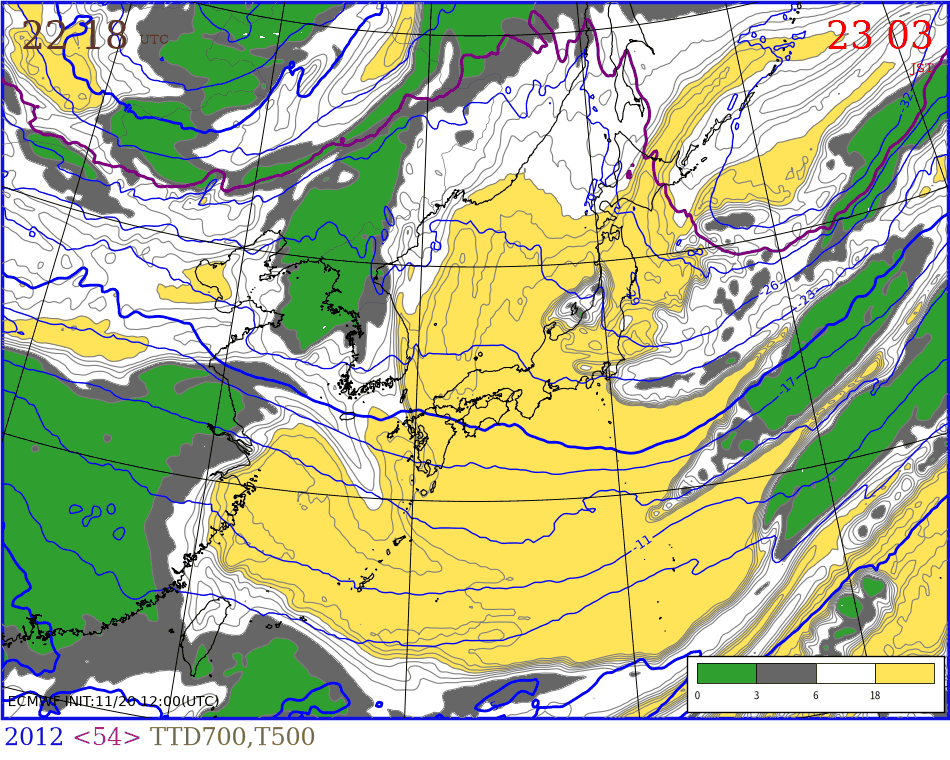 22 18 UTC 23 03
JST
-32
-26
-23
-17
-11
0 3 6 18
ECMWF INIT:11/20 12:00(UTC)
2012 <54> TTD700,T500